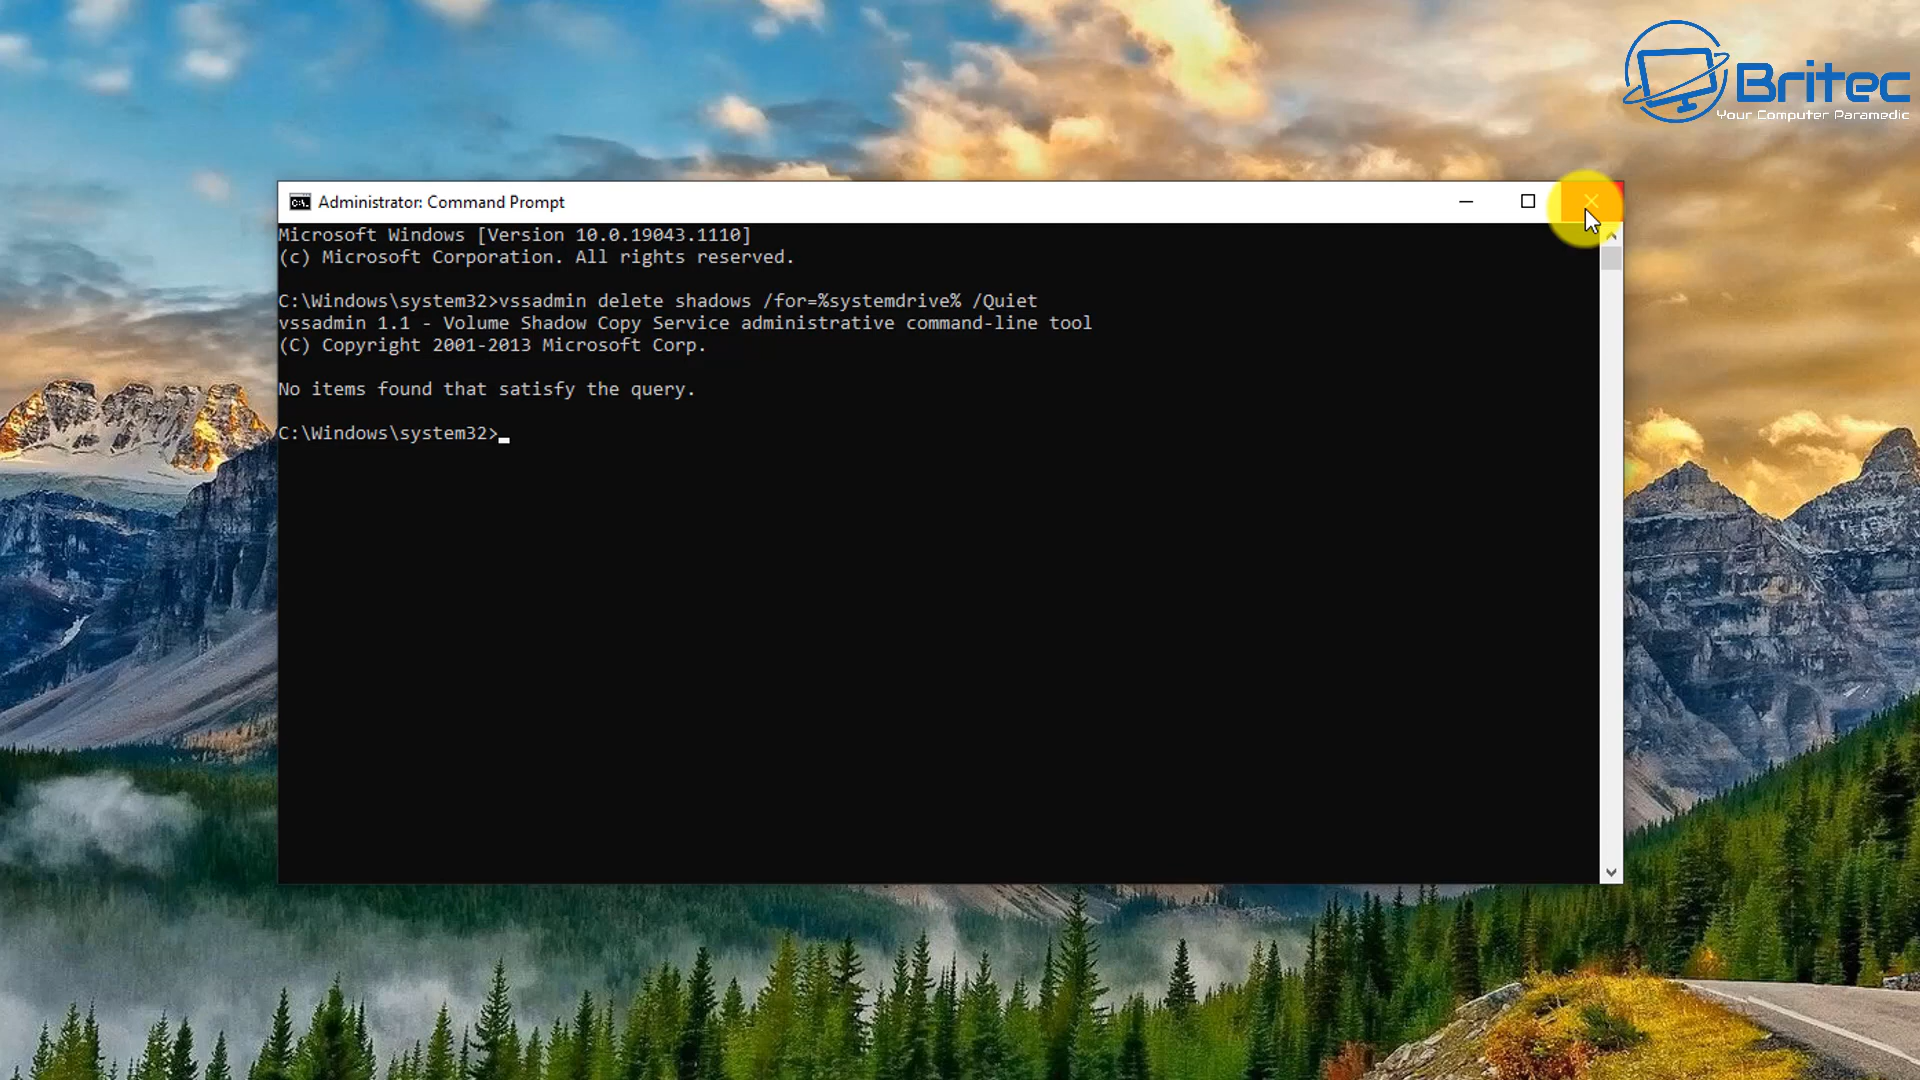 Britec
Your Computer Paramedic
Administrator: Command Prompt
Microsoft Windows [Version 10.0.19043.1110]
(c) Microsoft Corporation. All rights reserved.
C:\Windows\system32>vssadmin delete shadows /for=%systemdrive% /Quiet
vssadmin 1.1 - Volume Shadow Copy Service administrative command-line tool
(C) Copyright 2001-2013 Microsoft Corp.
No items found that satisfy the query.
C:\Windows\system32>